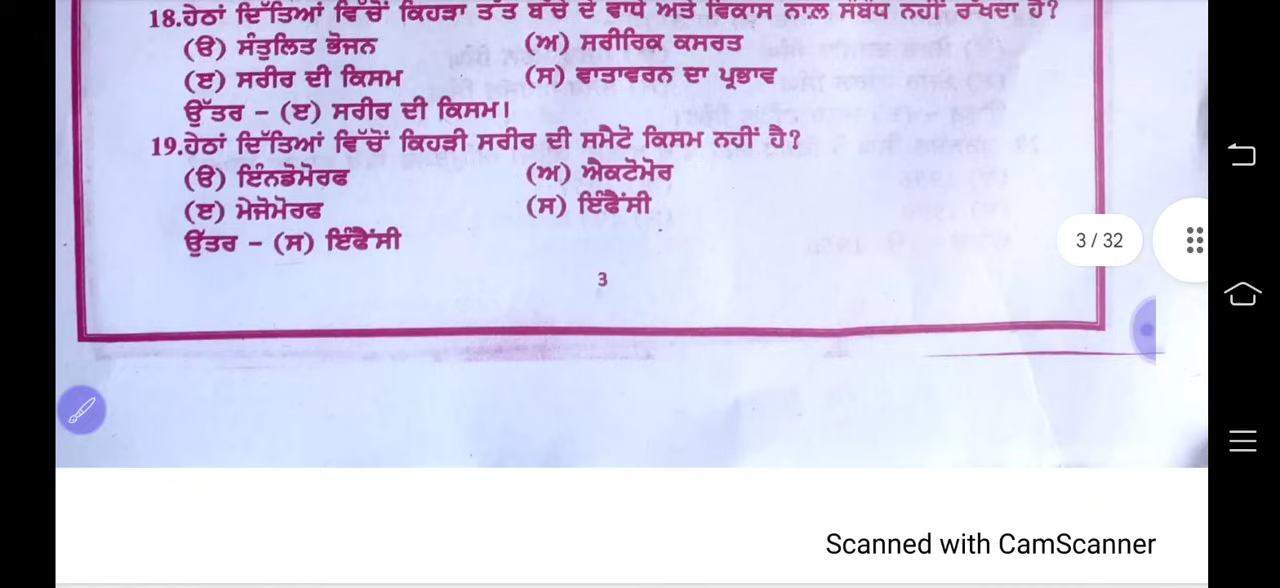 18.ਹੇਠਾਂ ਦਿੱਤਿਆਂ ਵਿੱਚੋਂ ਕਿਹੜਾ ਤੱਤ ਬੱਚੇ ਦੇ ਵਾਧੇ ਅਤੇ ਵਿਕਾਸ ਨਾਲ ਸੰਬੰਧ ਨਹੀਂ ਰੱਖਦਾ ਹੈ?
(ੳ) ਸੰਤੁਲਿਤ ਭੋਜਨ (ਅ) ਸਰੀਰਿਕ ਕਸਰਤ
(ੲ) ਸਰੀਰ ਦੀ ਕਿਸਮ (ਸ) ਵਾਤਾਵਰਨ ਦਾ ਪ੍ਰਭਾਵ
ਉੱਤਰ – (ੲ) ਸਰੀਰ ਦੀ ਕਿਸਮ।
19.ਹੇਠਾਂ ਦਿੱਤਿਆਂ ਵਿੱਚੋਂ ਕਿਹੜੀ ਸਰੀਰ ਦੀ ਸਮੈਟੋ ਕਿਸਮ ਨਹੀਂ ਹੈ?
(ੳ) ਇੰਨਡੋਮੋਰਫ (ਅ) ਐਕਟੋਮੋਰ
(ੲ) ਮੇਜੋਮੋਰਫ (ਸ) ਇੰਫੈਂਸੀ
ਉੱਤਰ – (ਸ) ਇੰਫੈਂਸੀ
3 / 32
3
Scanned with CamScanner